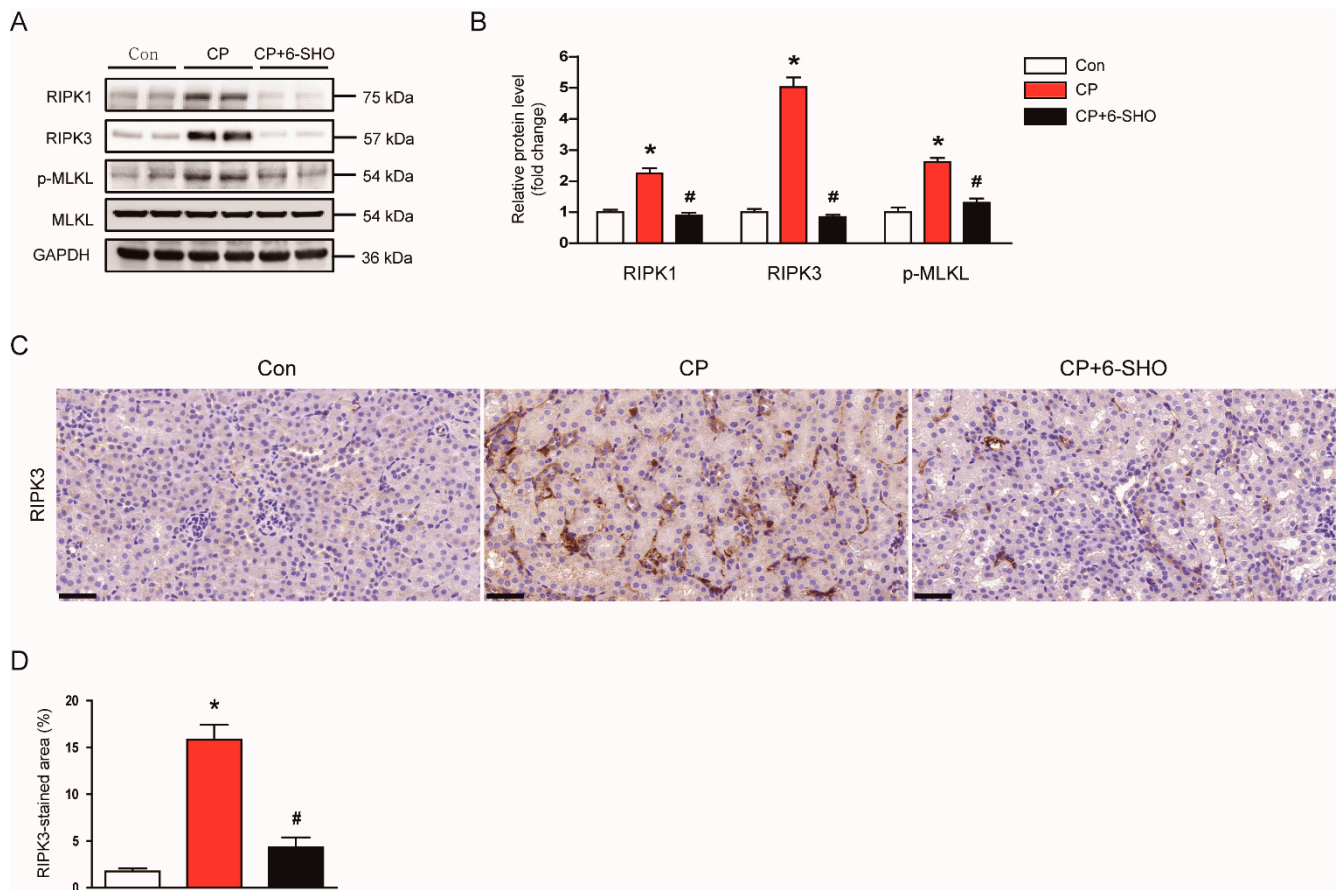 A
Con CP CP+6-SHO
RIPK1 75 kDa
RIPK3 57 kDa
p-MLKL 54 kDa
MLKL 54 kDa
GAPDH 36 kDa
B
Relative protein level
(fold change)
6
5
4
3
2
1
0
* # * # * #
RIPK1 RIPK3 p-MLKL
Con
CP
CP+6-SHO
C
Con CP CP+6-SHO
RIPK3
D
RIPK3-stained area (%)
20
15
10
5
0
*
#